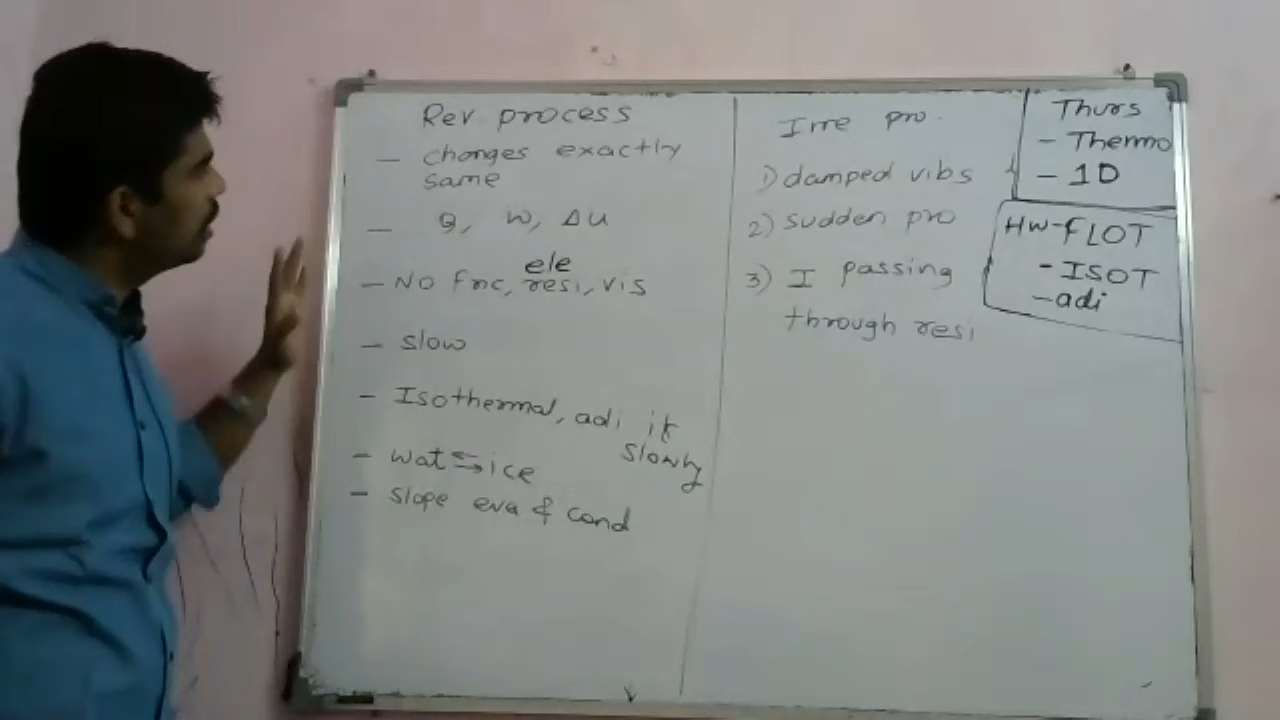 Rev process
- changes exactly
same
- Q, W, ΔU
ele
- No fric, resi, vis
- slow
- Isothermal, adi if
slowly
- wat ⇆ ice
- slope eva & cond
Irre pro.
1) damped vibs
2) sudden pro
3) I passing
through resi
Thurs
- Thermo
- 1D
HW- FLOT
- ISOT
- adi